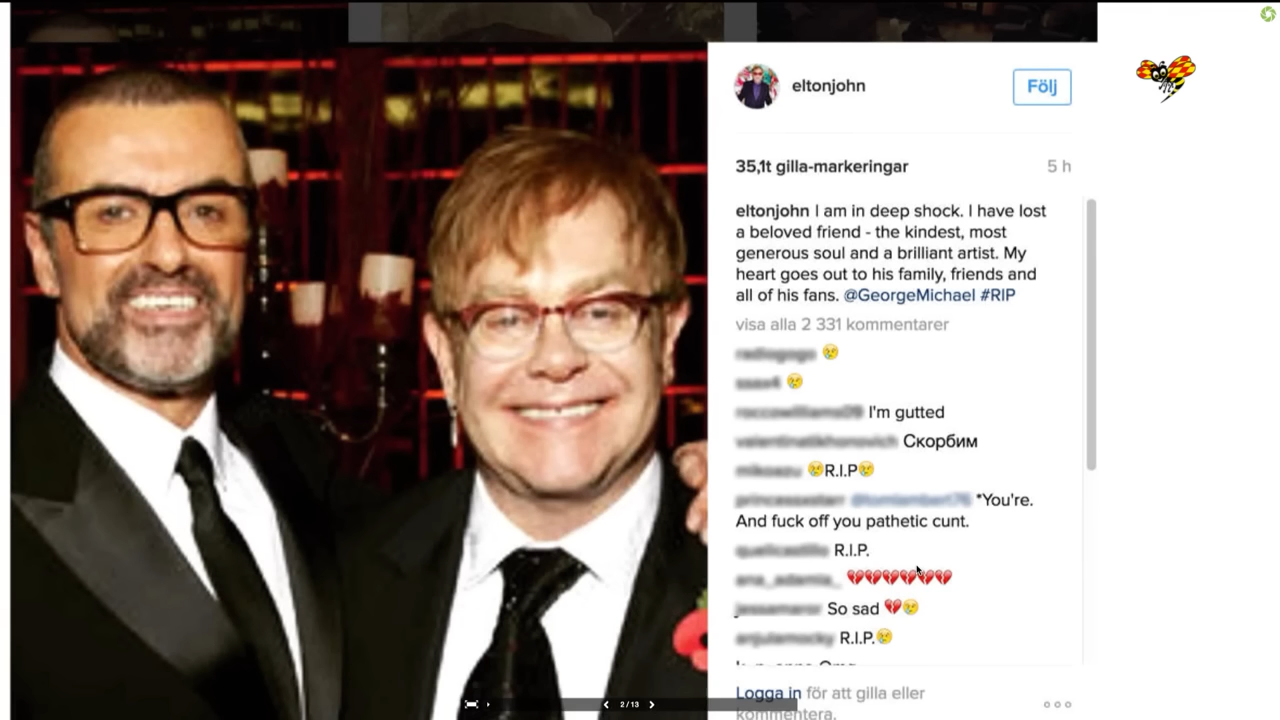 eltonjohn
Följ
35,1t gilla-markeringar
5 h
eltonjohn I am in deep shock. I have lost
a beloved friend - the kindest, most
generous soul and a brilliant artist. My
heart goes out to his family, friends and
all of his fans. @GeorgeMichael #RIP
visa alla 2 331 kommentarer
😢
😢
I'm gutted
Скорбим
😢R.I.P😢
*You're.
And fuck off you pathetic cunt.
R.I.P.
💔💔💔💔💔💔
So sad 💔😢
R.I.P.😢
Logga in för att gilla eller
kommentera.
2/13